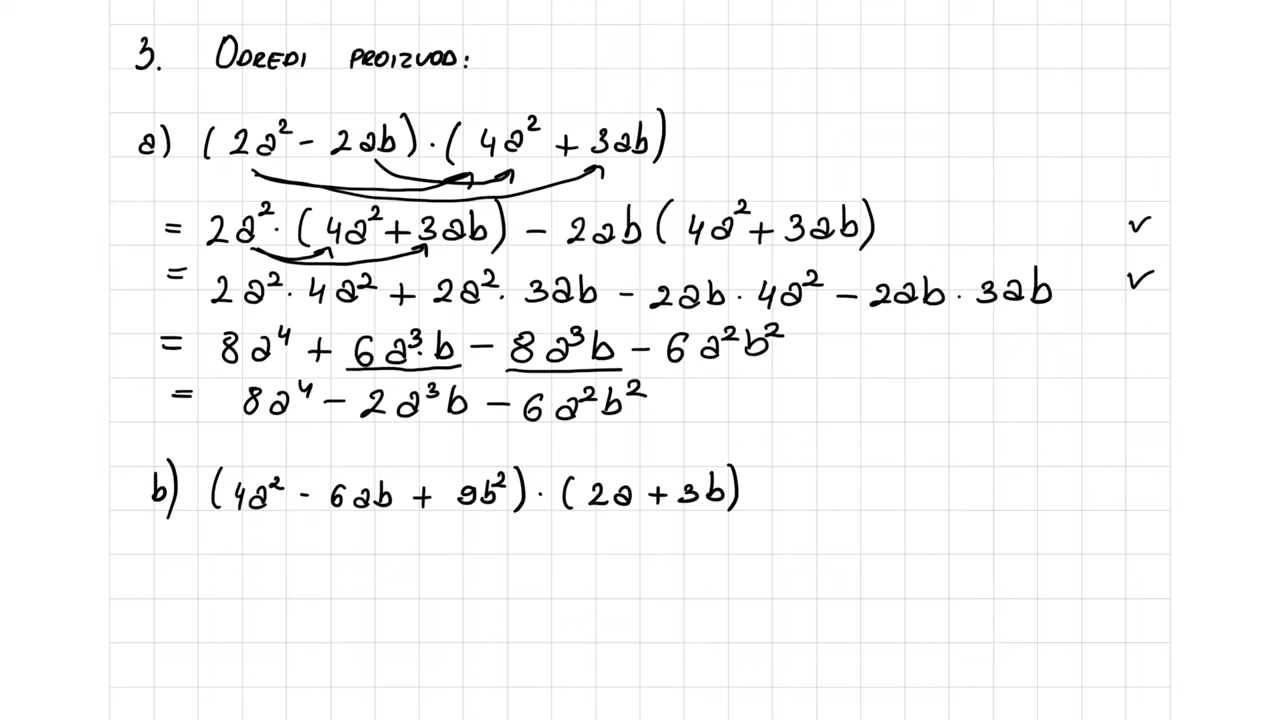 3. ODREDI PROIZVOD:
a) (2a² - 2ab) · (4a² + 3ab)
= 2a² · (4a² + 3ab) - 2ab (4a² + 3ab) ✓
= 2a² · 4a² + 2a² · 3ab - 2ab · 4a² - 2ab · 3ab ✓
= 8a⁴ + 6a³b - 8a³b - 6a²b²
= 8a⁴ - 2a³b - 6a²b²
b) (4a² - 6ab + 9b²) · (2a + 3b)